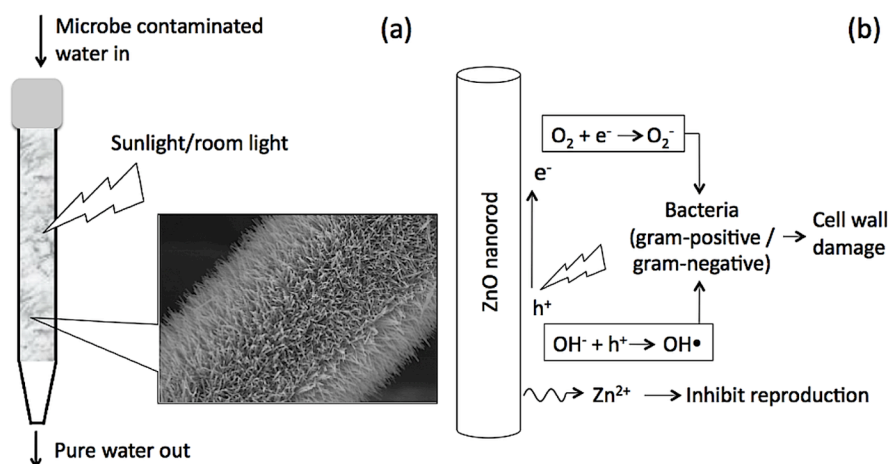 Microbe contaminated
water in
(a)
Sunlight/room light
Pure water out
(b)
ZnO nanorod
O₂ + e⁻ → O₂⁻
e⁻
h⁺
OH⁻ + h⁺ → OH•
Bacteria
(gram-positive /
gram-negative)
Cell wall
damage
Zn²⁺ → Inhibit reproduction